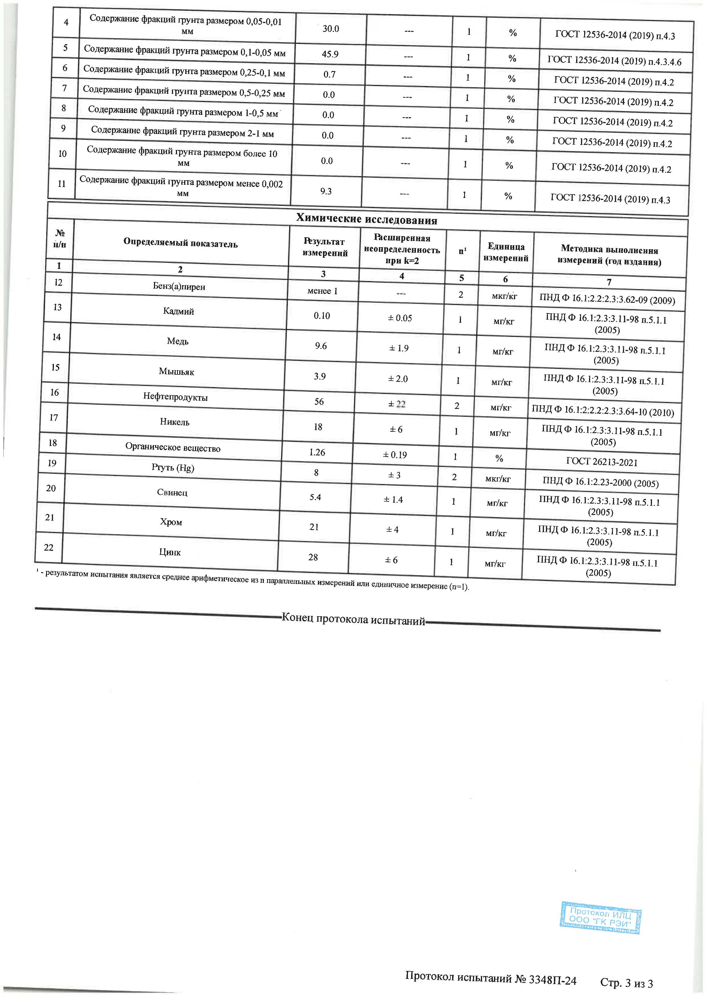 4 Содержание фракций грунта размером 0,05-0,01 мм 30.0 --- 1 % ГОСТ 12536-2014 (2019) п.4.3
5 Содержание фракций грунта размером 0,1-0,05 мм 45.9 --- 1 % ГОСТ 12536-2014 (2019) п.4.3.4.6
6 Содержание фракций грунта размером 0,25-0,1 мм 0.7 --- 1 % ГОСТ 12536-2014 (2019) п.4.2
7 Содержание фракций грунта размером 0,5-0,25 мм 0.0 --- 1 % ГОСТ 12536-2014 (2019) п.4.2
8 Содержание фракций грунта размером 1-0,5 мм 0.0 --- 1 % ГОСТ 12536-2014 (2019) п.4.2
9 Содержание фракций грунта размером 2-1 мм 0.0 --- 1 % ГОСТ 12536-2014 (2019) п.4.2
10 Содержание фракций грунта размером более 10 мм 0.0 --- 1 % ГОСТ 12536-2014 (2019) п.4.2
11 Содержание фракций грунта размером менее 0,002 мм 9.3 --- 1 % ГОСТ 12536-2014 (2019) п.4.3
Химические исследования
№ п/п Определяемый показатель Результат измерений Расширенная неопределенность при k=2 n¹ Единица измерений Методика выполнения измерений (год издания)
1 2 3 4 5 6 7
12 Бенз(а)пирен менее 1 --- 2 мкг/кг ПНД Ф 16.1:2.2:2.3:3.62-09 (2009)
13 Кадмий 0.10 ± 0.05 1 мг/кг ПНД Ф 16.1:2.3:3.11-98 п.5.1.1 (2005)
14 Медь 9.6 ± 1.9 1 мг/кг ПНД Ф 16.1:2.3:3.11-98 п.5.1.1 (2005)
15 Мышьяк 3.9 ± 2.0 1 мг/кг ПНД Ф 16.1:2.3:3.11-98 п.5.1.1 (2005)
16 Нефтепродукты 56 ± 22 2 мг/кг ПНД Ф 16.1:2:2.2:2.3:3.64-10 (2010)
17 Никель 18 ± 6 1 мг/кг ПНД Ф 16.1:2.3:3.11-98 п.5.1.1 (2005)
18 Органическое вещество 1.26 ± 0.19 1 % ГОСТ 26213-2021
19 Ртуть (Hg) 8 ± 3 2 мкг/кг ПНД Ф 16.1:2.23-2000 (2005)
20 Свинец 5.4 ± 1.4 1 мг/кг ПНД Ф 16.1:2.3:3.11-98 п.5.1.1 (2005)
21 Хром 21 ± 4 1 мг/кг ПНД Ф 16.1:2.3:3.11-98 п.5.1.1 (2005)
22 Цинк 28 ± 6 1 мг/кг ПНД Ф 16.1:2.3:3.11-98 п.5.1.1 (2005)
¹ - результатом испытания является среднее арифметическое из n параллельных измерений или единичное измерение (n=1).
Конец протокола испытаний
Протокол ИЛЦ
ООО "ГК РЭИ"
Протокол испытаний № 3348П-24 Стр. 3 из 3